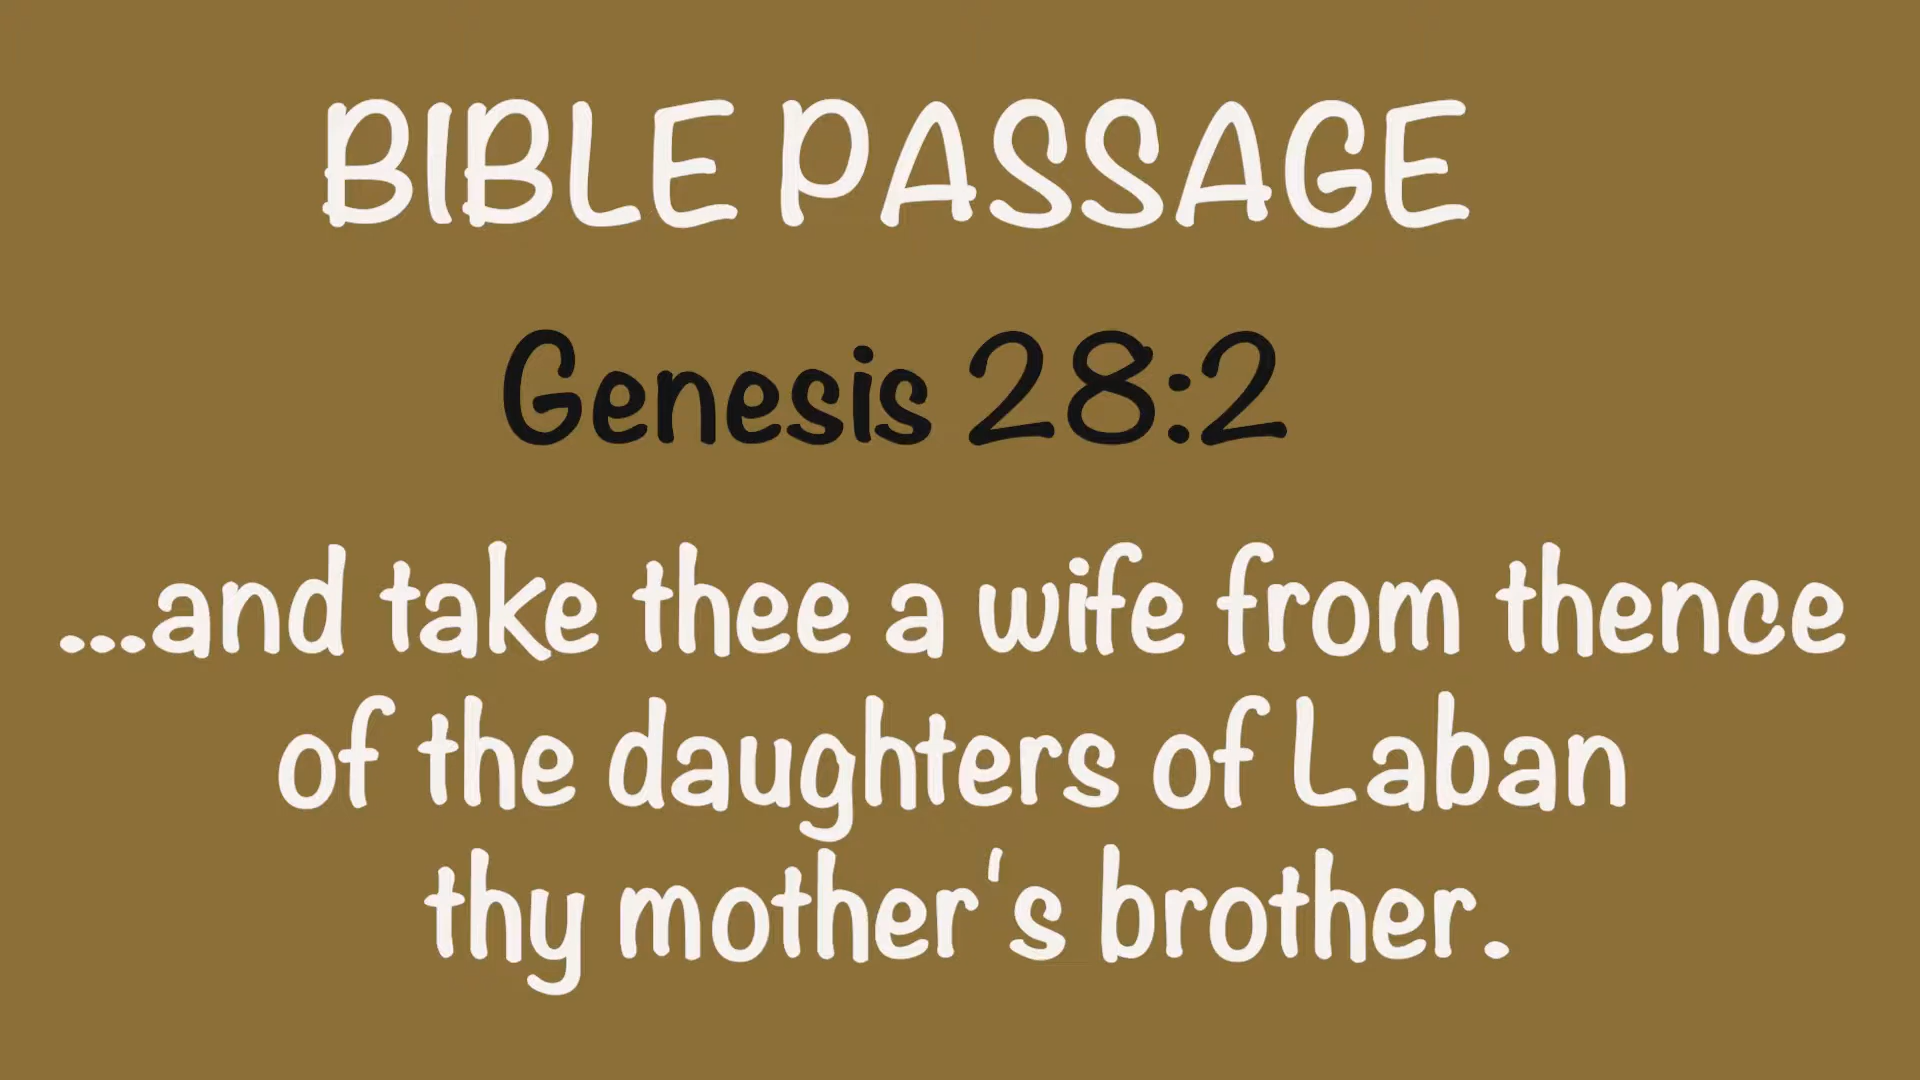 BIBLE PASSAGE
Genesis 28:2
...and take thee a wife from thence
of the daughters of Laban
thy mother's brother.